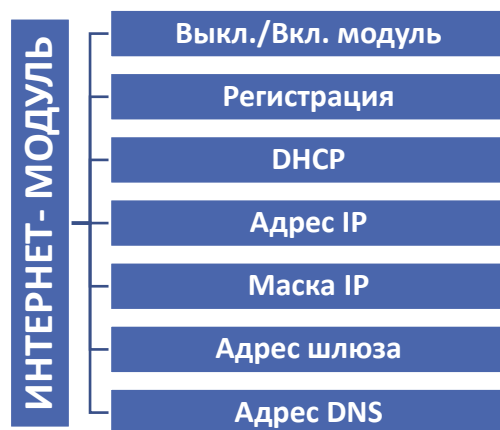 ИНТЕРНЕТ- МОДУЛЬ
Выкл./Вкл. модуль
Регистрация
DHCP
Адрес IP
Маска IP
Адрес шлюза
Адрес DNS